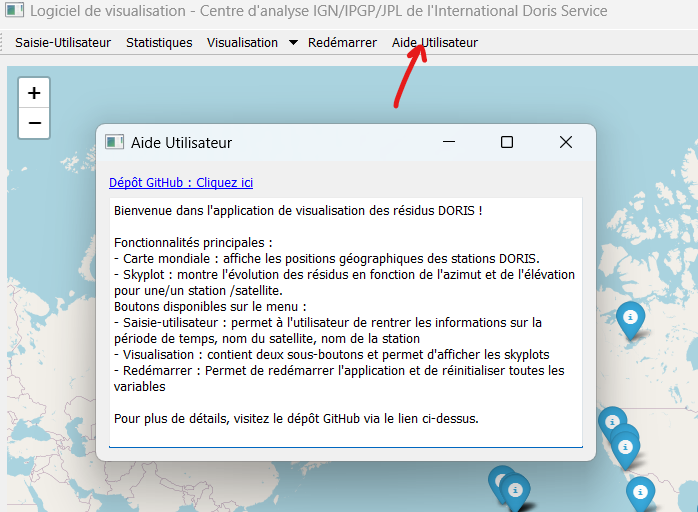 Logiciel de visualisation - Centre d'analyse IGN/IPGP/JPL de l'International Doris Service
Saisie-Utilisateur Statistiques Visualisation Redémarrer Aide Utilisateur
+
−
Aide Utilisateur
Dépôt GitHub : Cliquez ici
Bienvenue dans l'application de visualisation des résidus DORIS !
Fonctionnalités principales :
- Carte mondiale : affiche les positions géographiques des stations DORIS.
- Skyplot : montre l'évolution des résidus en fonction de l'azimut et de l'élévation
pour une/un station /satellite.
Boutons disponibles sur le menu :
- Saisie-utilisateur : permet à l'utilisateur de rentrer les informations sur la
période de temps, nom du satellite, nom de la station
- Visualisation : contient deux sous-boutons et permet d'afficher les skyplots
- Redémarrer : Permet de redémarrer l'application et de réinitialiser toutes les
variables
Pour plus de détails, visitez le dépôt GitHub via le lien ci-dessus.